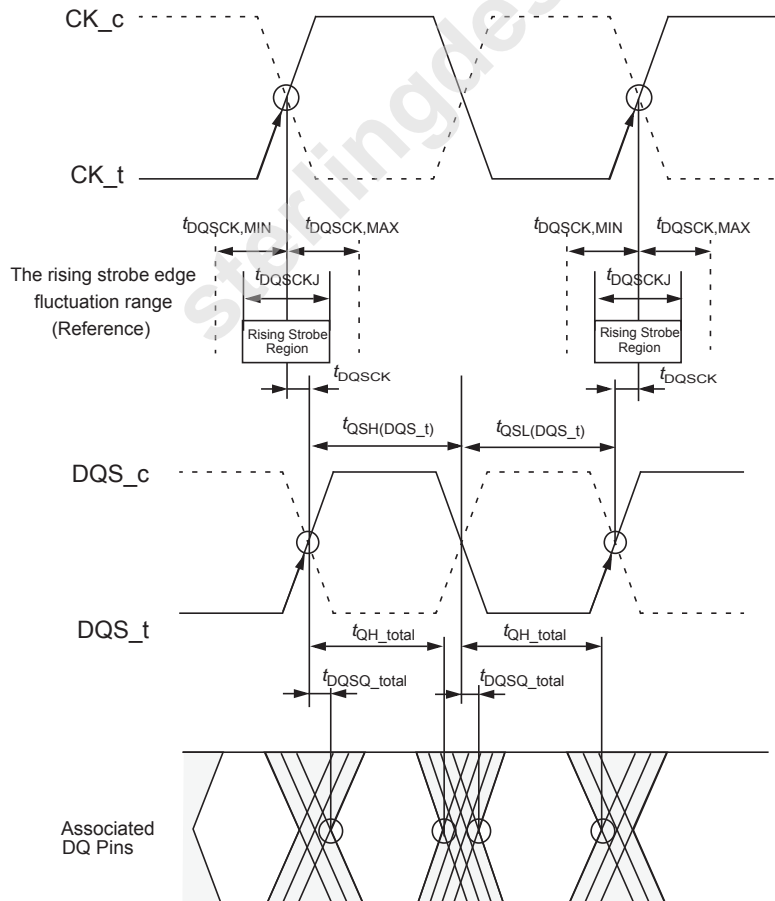 CK_c
CK_t
tDQSCK,MIN tDQSCK,MAX tDQSCK,MIN tDQSCK,MAX
The rising strobe edge
fluctuation range
(Reference)
tDQSCKJ tDQSCKJ
Rising Strobe
Region
Rising Strobe
Region
tDQSCK tDQSCK
tQSH(DQS_t) tQSL(DQS_t)
DQS_c
DQS_t
tQH_total tQH_total
tDQSQ_total tDQSQ_total
Associated
DQ Pins
sterlingdes